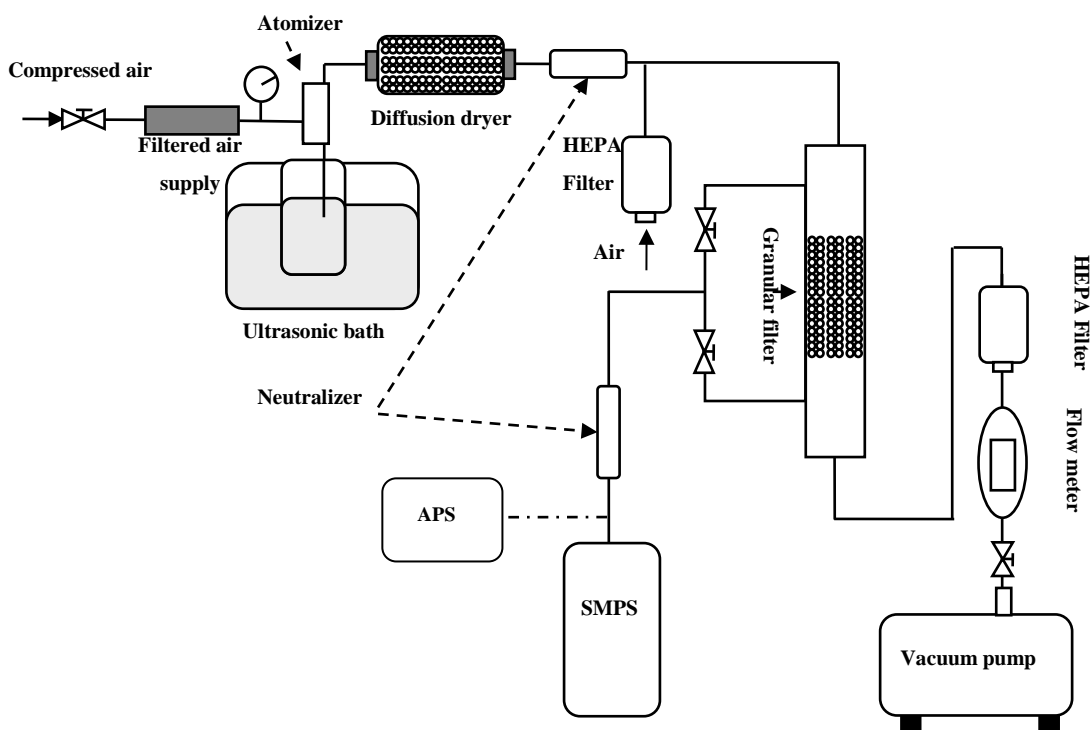 Atomizer
Compressed air
Diffusion dryer
Filtered air
supply
HEPA
Filter
Air
Granular filter
HEPA Filter
Ultrasonic bath
Neutralizer
Flow meter
APS
SMPS
Vacuum pump